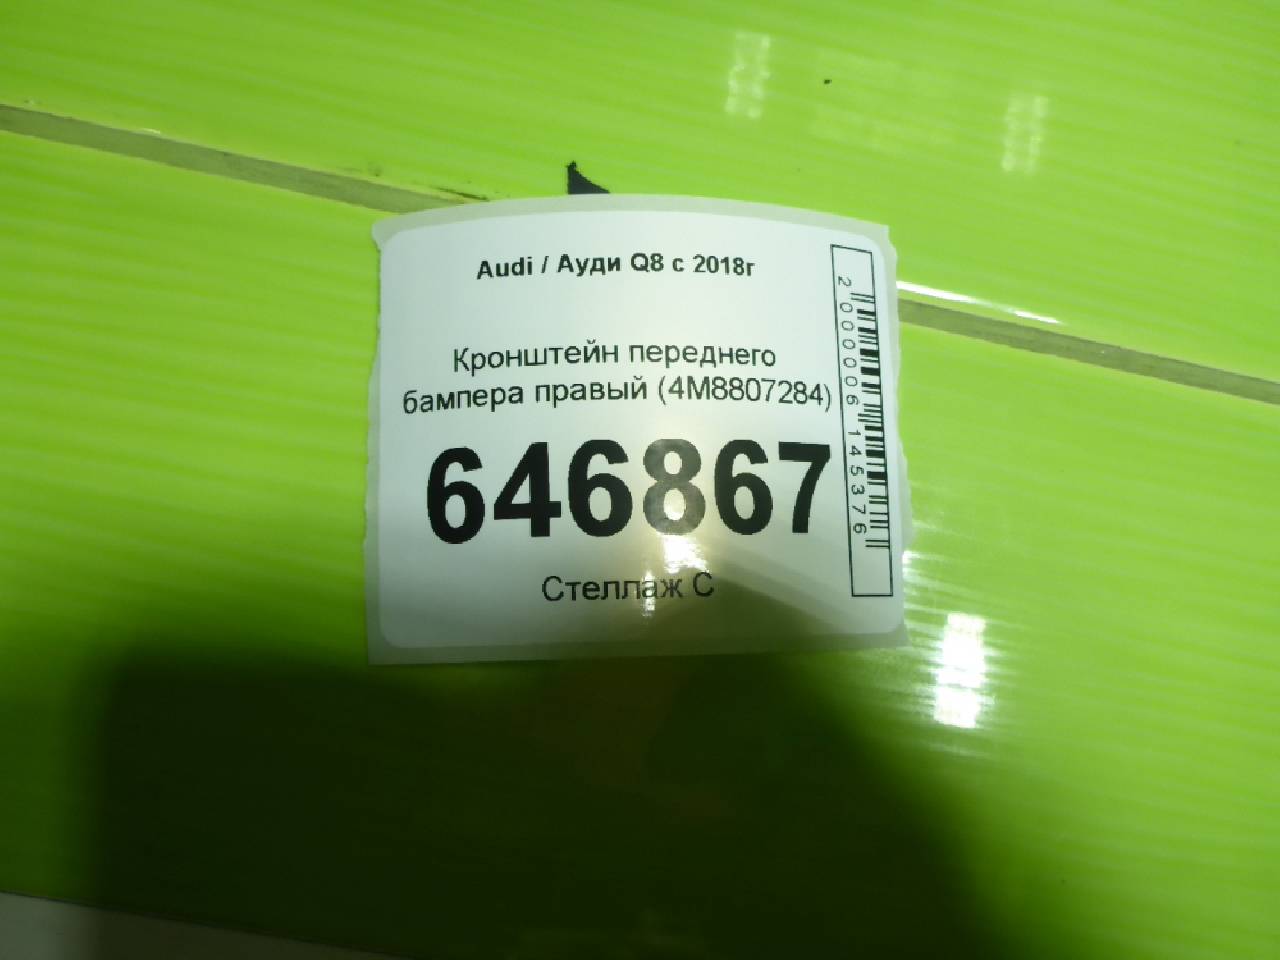 Audi / Ауди Q8 с 2018г
Кронштейн переднего
бампера правый (4M8807284)
646867
Стеллаж С
2000006145376